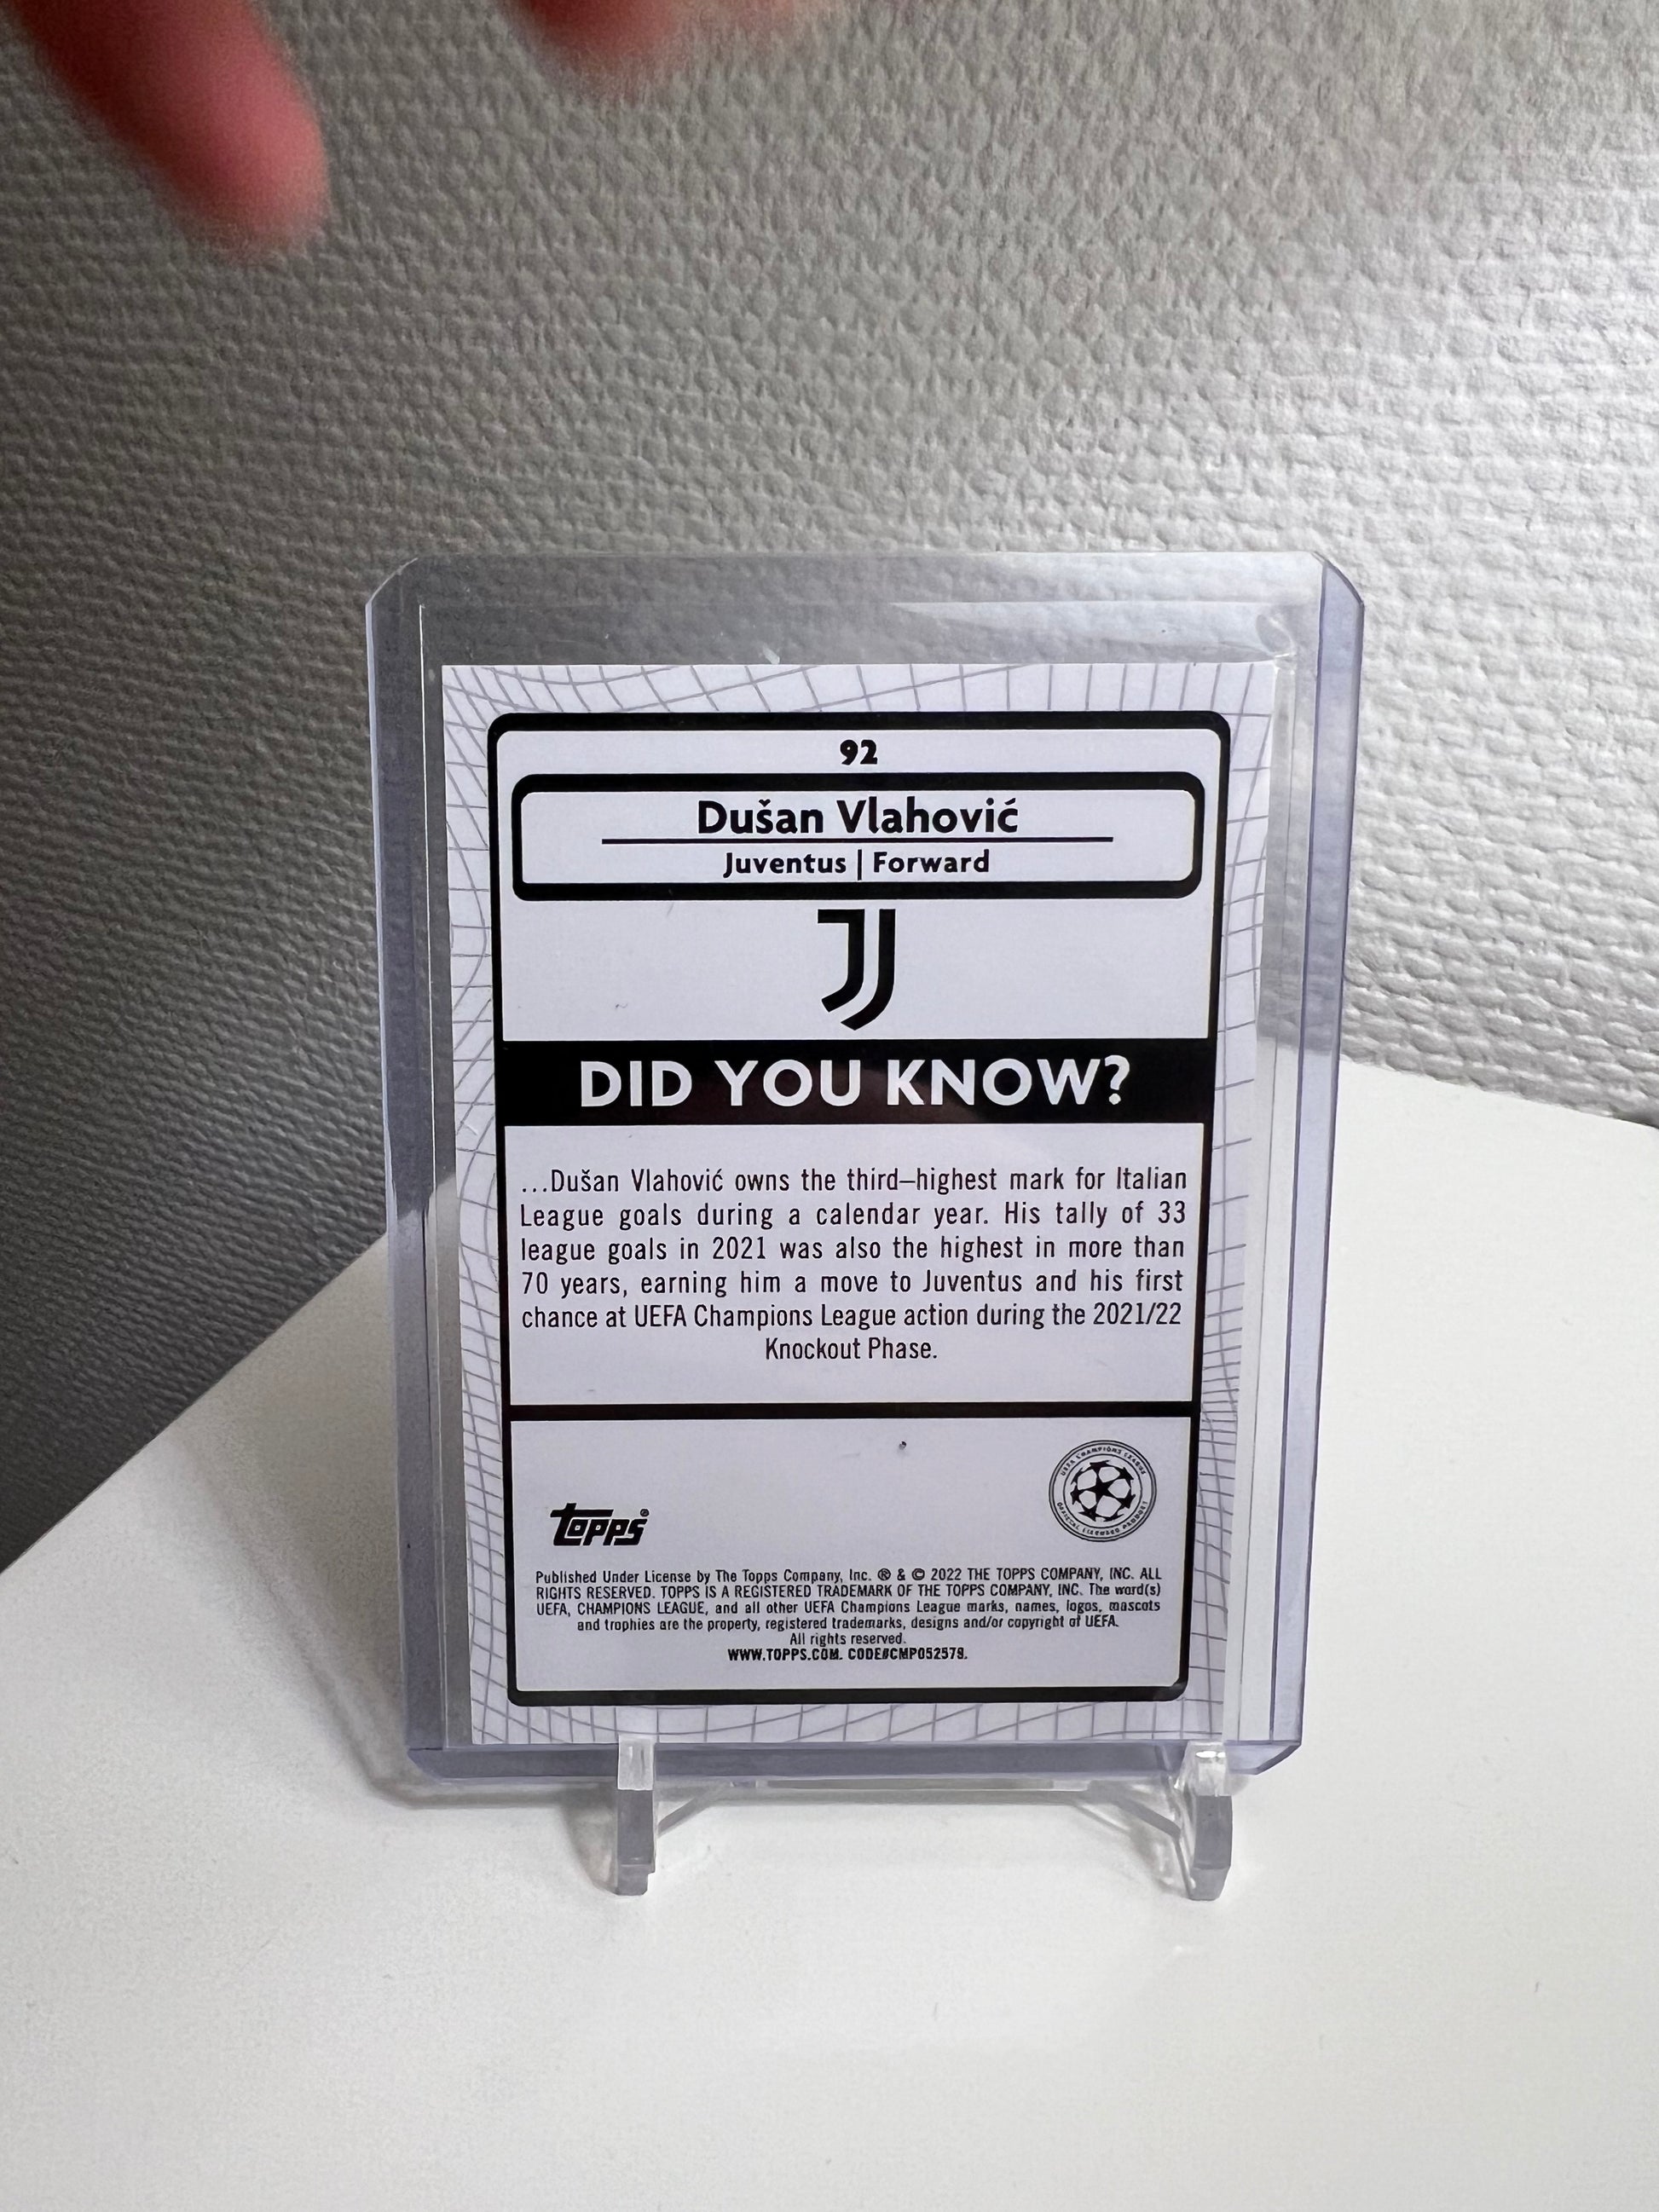 92
Dušan Vlahović
Juventus | Forward
DID YOU KNOW?
...Dušan Vlahović owns the third–highest mark for Italian
League goals during a calendar year. His tally of 33
league goals in 2021 was also the highest in more than
70 years, earning him a move to Juventus and his first
chance at UEFA Champions League action during the 2021/22
Knockout Phase.
UEFA CHAMPIONS LEAGUE
OFFICIAL LICENSED PRODUCT
Topps®
Published Under License by The Topps Company, Inc. ® & © 2022 THE TOPPS COMPANY, INC. ALL
RIGHTS RESERVED. TOPPS IS A REGISTERED TRADEMARK OF THE TOPPS COMPANY, INC. The word(s)
UEFA, CHAMPIONS LEAGUE, and all other UEFA Champions League marks, names, logos, mascots
and trophies are the property, registered trademarks, designs and/or copyright of UEFA.
All rights reserved.
WWW.TOPPS.COM. CODE#CMP052579.